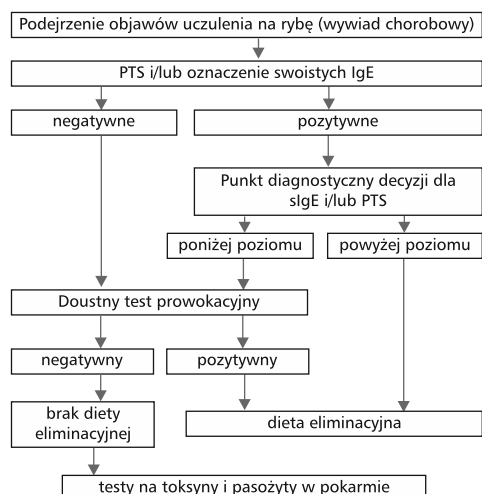 Podejrzenie objawów uczulenia na rybę (wywiad chorobowy)
PTS i/lub oznaczenie swoistych IgE
negatywne
pozytywne
Punkt diagnostyczny decyzji dla
sIgE i/lub PTS
poniżej poziomu
powyżej poziomu
Doustny test prowokacyjny
negatywny
pozytywny
brak diety
eliminacyjnej
dieta eliminacyjna
testy na toksyny i pasożyty w pokarmie